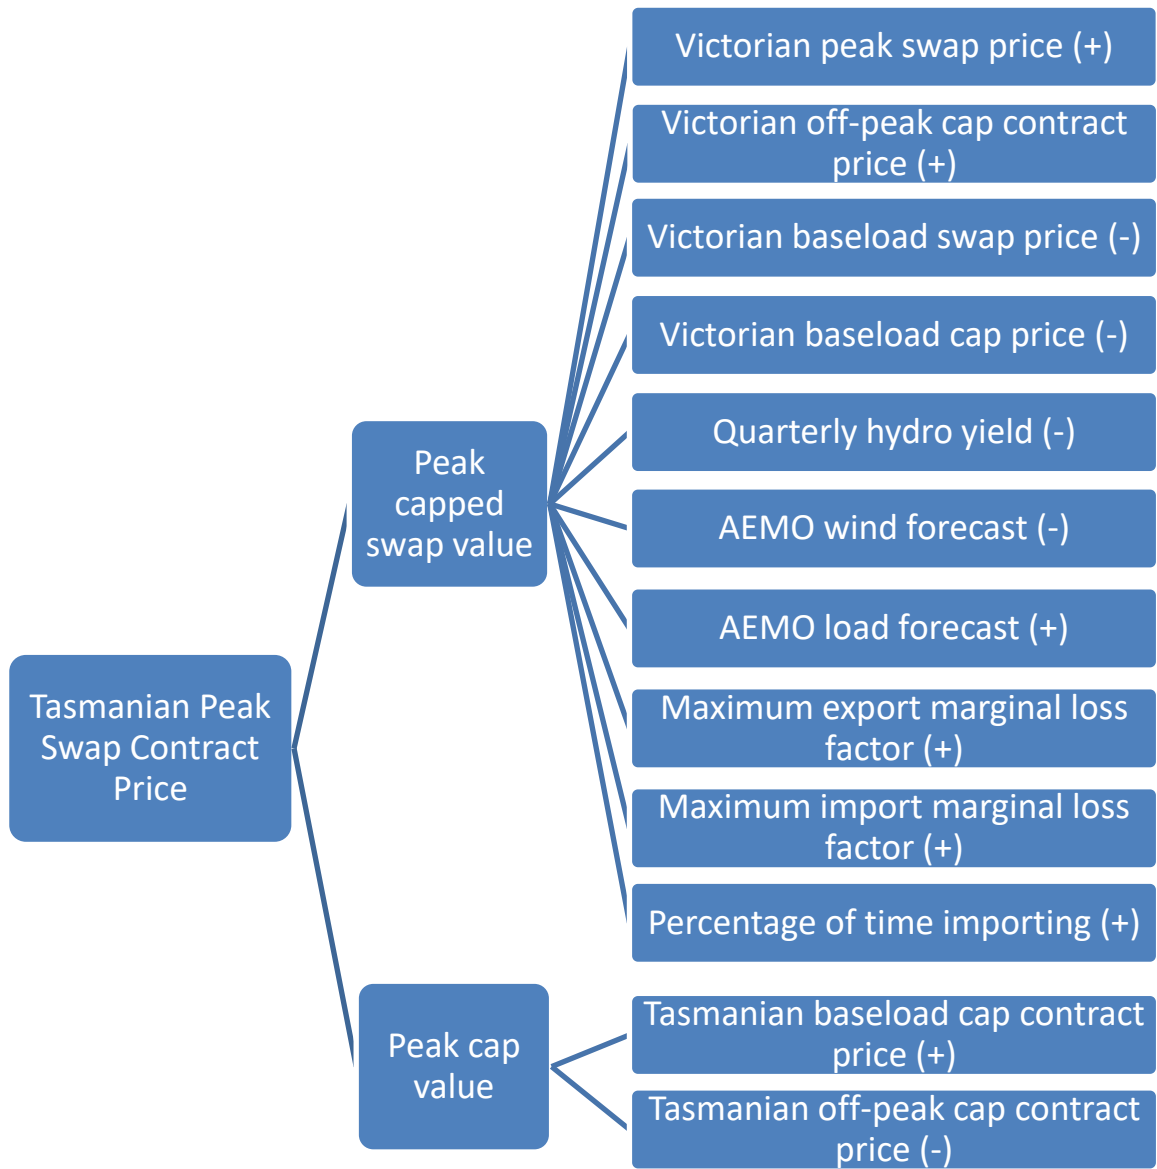 Victorian peak swap price (+)
Victorian off-peak cap contract
price (+)
Victorian baseload swap price (-)
Victorian baseload cap price (-)
Quarterly hydro yield (-)
AEMO wind forecast (-)
AEMO load forecast (+)
Maximum export marginal loss
factor (+)
Maximum import marginal loss
factor (+)
Percentage of time importing (+)
Peak
capped
swap value
Tasmanian Peak
Swap Contract
Price
Peak cap
value
Tasmanian baseload cap contract
price (+)
Tasmanian off-peak cap contract
price (-)